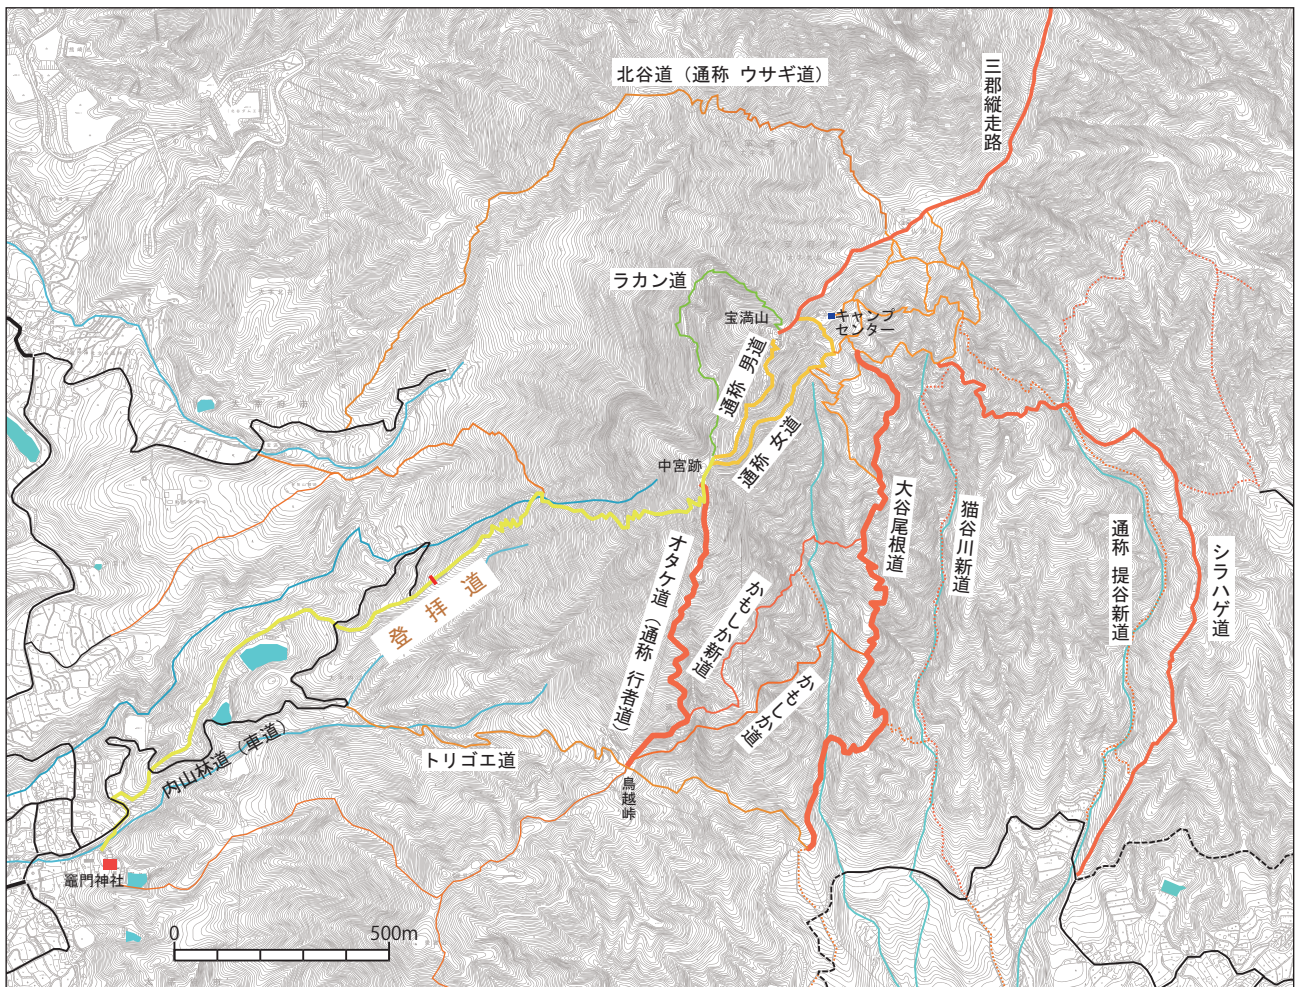 北谷道（通称 ウサギ道）
三郡縦走路
ラカン道
宝満山
キャンプ
センター
通称 男道
通称 女道
中宮跡
大谷尾根道
猫谷川新道
通称 提谷新道
シラハゲ道
オタケ道（通称 行者道）
かもしか新道
かもしか道
登拝道
内山林道（車道）
トリゴエ道
鳥越峠
竈門神社
0
500m